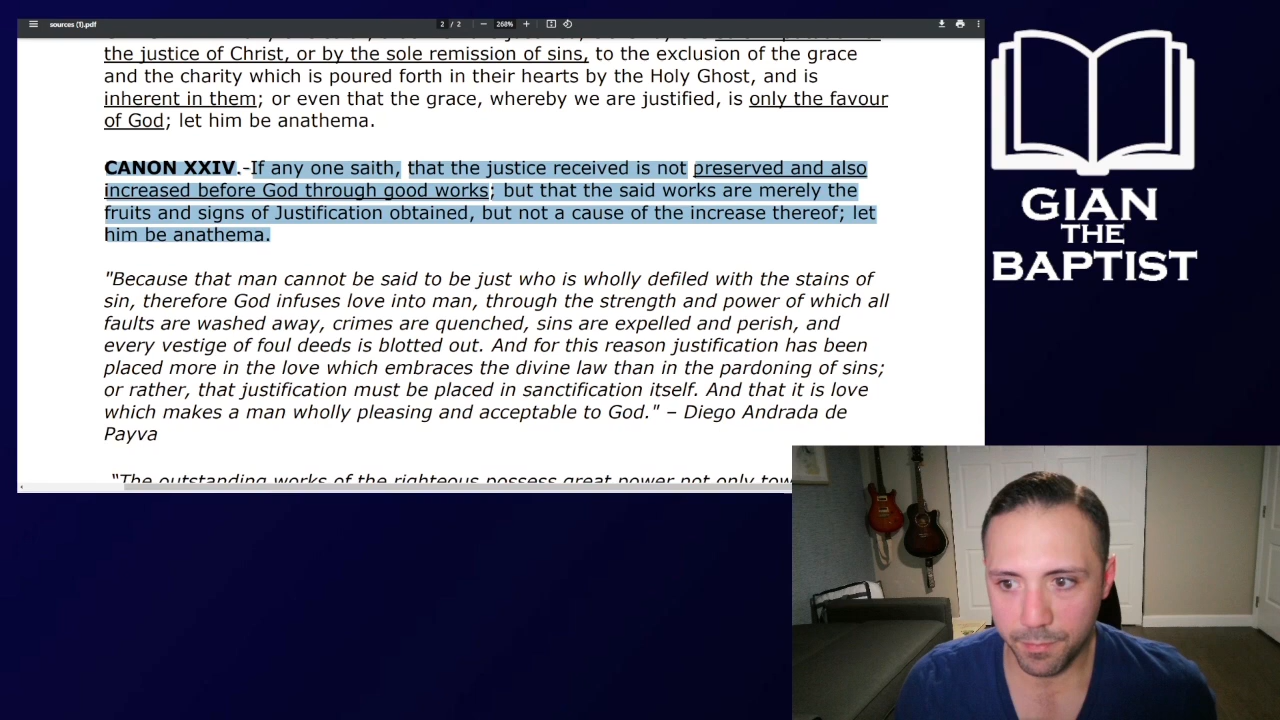 sources (1).pdf 2 / 2 268%
the justice of Christ, or by the sole remission of sins, to the exclusion of the grace
and the charity which is poured forth in their hearts by the Holy Ghost, and is
inherent in them; or even that the grace, whereby we are justified, is only the favour
of God; let him be anathema.
CANON XXIV.-If any one saith, that the justice received is not preserved and also
increased before God through good works; but that the said works are merely the
fruits and signs of Justification obtained, but not a cause of the increase thereof; let
him be anathema.
"Because that man cannot be said to be just who is wholly defiled with the stains of
sin, therefore God infuses love into man, through the strength and power of which all
faults are washed away, crimes are quenched, sins are expelled and perish, and
every vestige of foul deeds is blotted out. And for this reason justification has been
placed more in the love which embraces the divine law than in the pardoning of sins;
or rather, that justification must be placed in sanctification itself. And that it is love
which makes a man wholly pleasing and acceptable to God." – Diego Andrada de
Payva
“The outstanding works of the righteous possess great power not only
GIAN
THE
BAPTIST